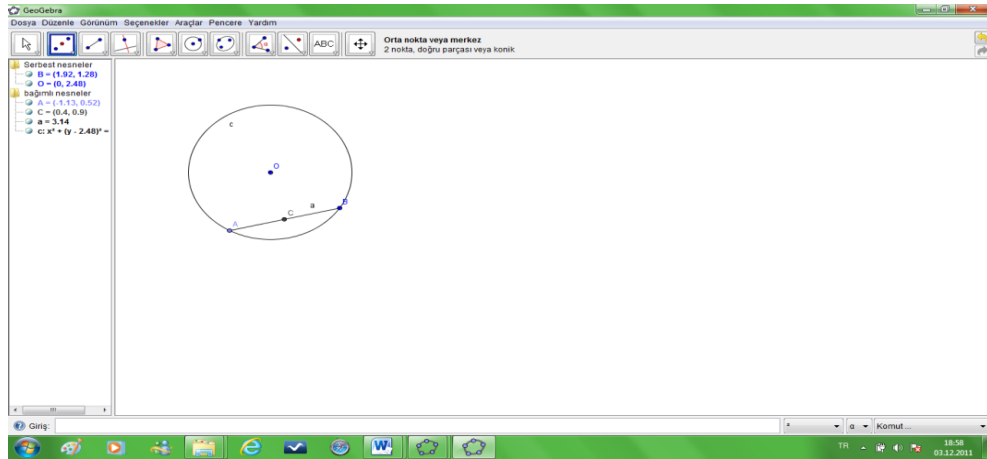 GeoGebra
Dosya Düzenle Görünüm Seçenekler Araçlar Pencere Yardım
ABC
Orta nokta veya merkez
2 nokta, doğru parçası veya konik
Serbest nesneler
B = (1.92, 1.28)
O = (0, 2.48)
bağımlı nesneler
A = (-1.13, 0.52)
C = (0.4, 0.9)
a = 3.14
c: x² + (y - 2.48)² =
c
O
a
B
C
A
Giriş:
²
α
Komut ...
W
TR
18:58
03.12.2011